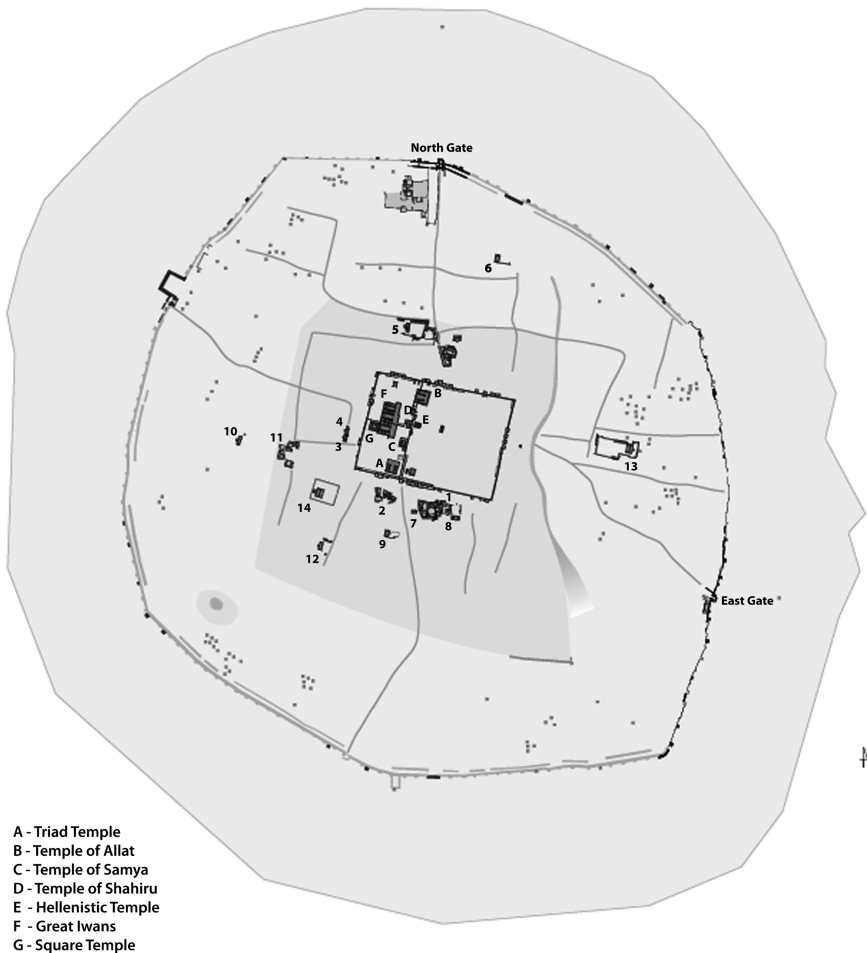 North Gate
6
5
F
B
D
E
4
G
C
3
10
11
A
13
14
2
1
7
8
9
12
East Gate
A - Triad Temple
B - Temple of Allat
C - Temple of Samya
D - Temple of Shahiru
E - Hellenistic Temple
F - Great Iwans
G - Square Temple